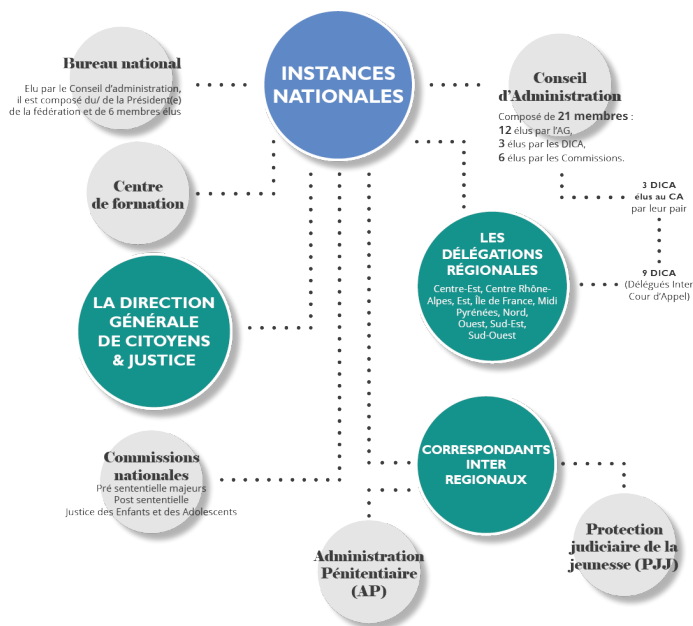 Bureau national
Elu par le Conseil d'administration,
il est composé du/ de la Président(e)
de la fédération et de 6 membres élus
INSTANCES
NATIONALES
Conseil
d'Administration
Composé de 21 membres :
12 élus par l'AG,
3 élus par les DICA,
6 élus par les Commissions.
Centre
de formation
3 DICA
élus au CA
par leur pair
LES
DÉLÉGATIONS
RÉGIONALES
Centre-Est, Centre Rhône-
Alpes, Est, Île de France, Midi
Pyrénées, Nord,
Ouest, Sud-Est,
Sud-Ouest
9 DICA
(Délégués Inter
Cour d'Appel)
LA DIRECTION
GÉNÉRALE
DE CITOYENS
& JUSTICE
Commissions
nationales
Pré sententielle majeurs
Post sententielle
Justice des Enfants et des Adolescents
CORRESPONDANTS
INTER
REGIONAUX
Administration
Pénitentiaire
(AP)
Protection
judiciaire de la
jeunesse (PJJ)